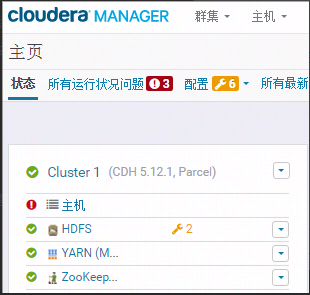 cloudera MANAGER 群集 主机
主页
状态 所有运行状况问题 3 配置 6 所有最新
Cluster 1 (CDH 5.12.1, Parcel)
主机
HDFS 2
YARN (M...
ZooKeep...